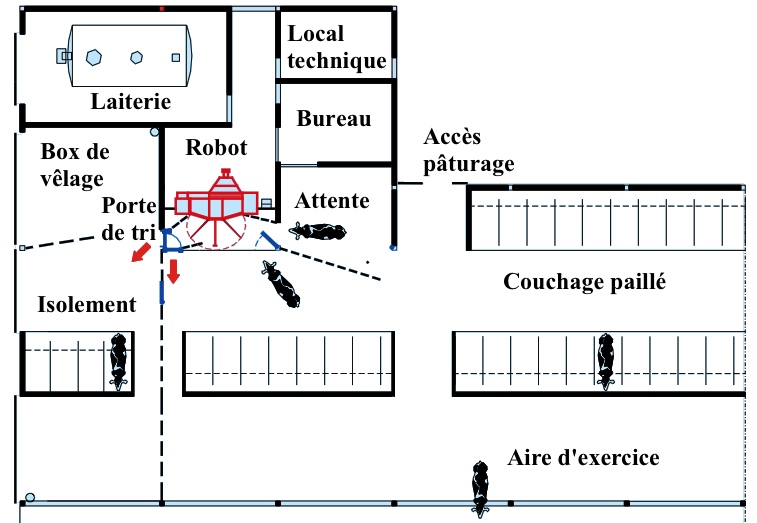 Local
technique
Laiterie
Bureau
Robot
Box de
vêlage
Accès
pâturage
Porte
de tri
Attente
Couchage paillé
Isolement
Aire d'exercice